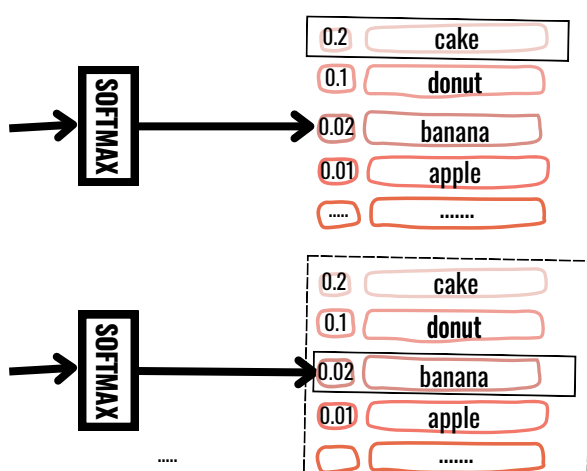 0.2 cake
0.1 donut
SOFTMAX
0.02 banana
0.01 apple
..... .......
0.2 cake
0.1 donut
SOFTMAX
0.02 banana
0.01 apple
..... .......